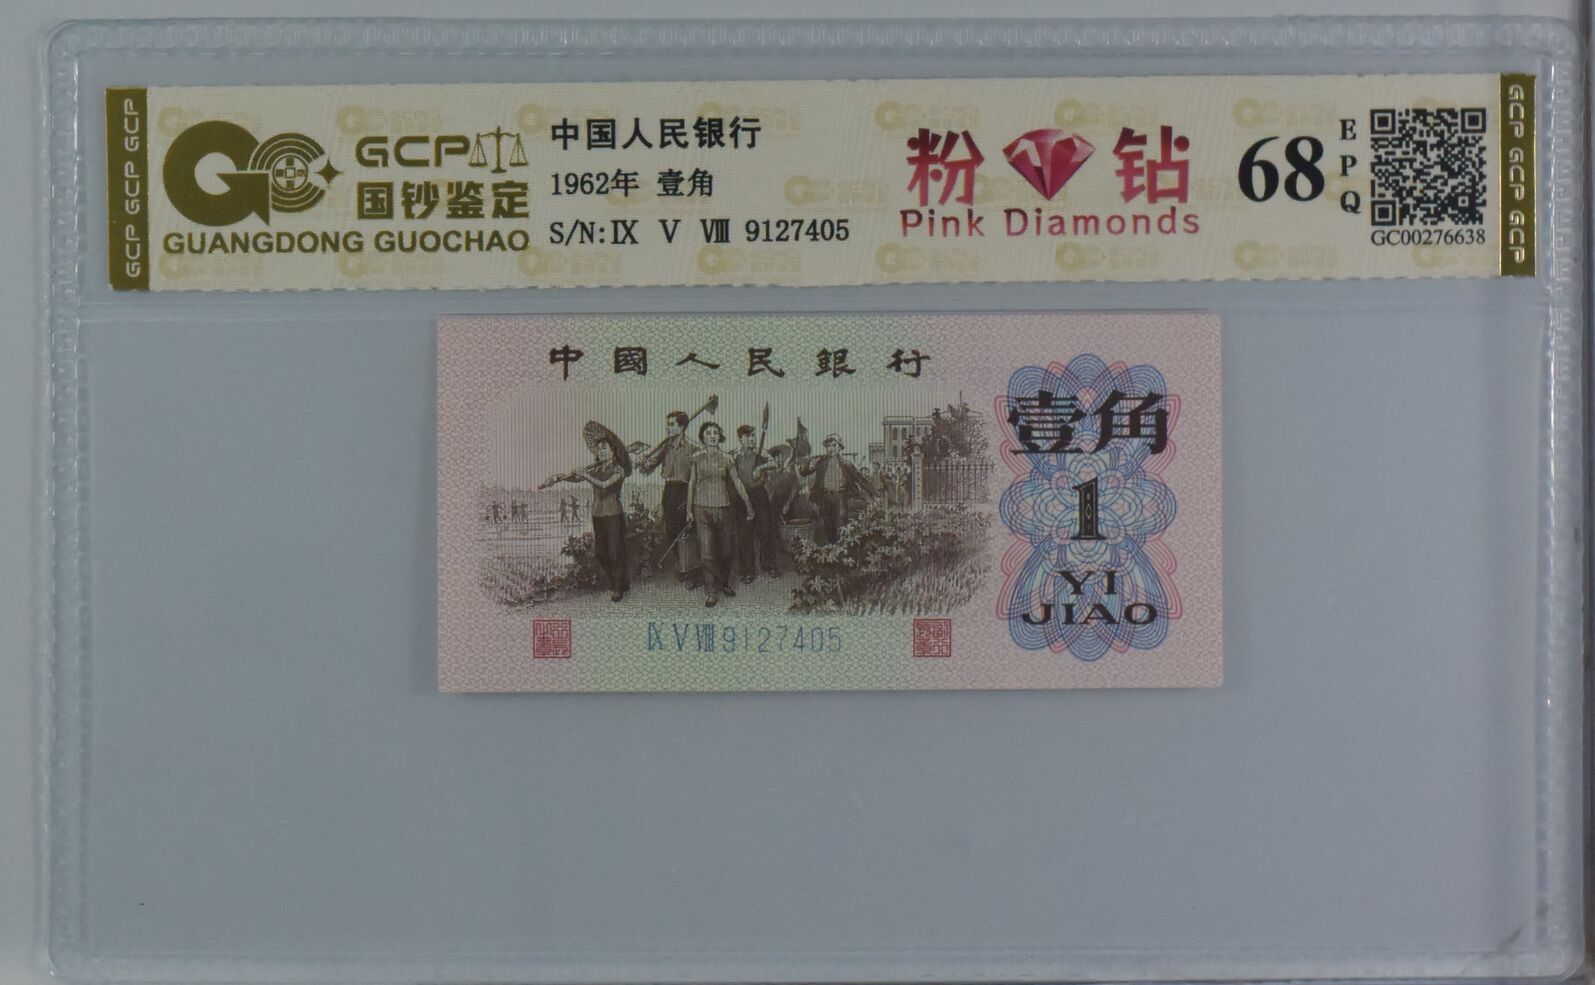 GCP GCP GCP
GCP
国钞鉴定
GUANGDONG GUOCHAO
中国人民银行
1962年 壹角
S/N: Ⅸ Ⅴ Ⅷ 9127405
粉钻
Pink Diamonds
68
EPQ
GC00276638
GCP GCP GCP
中國人民銀行
壹角
1
YI
JIAO
Ⅸ Ⅴ Ⅷ 9127405